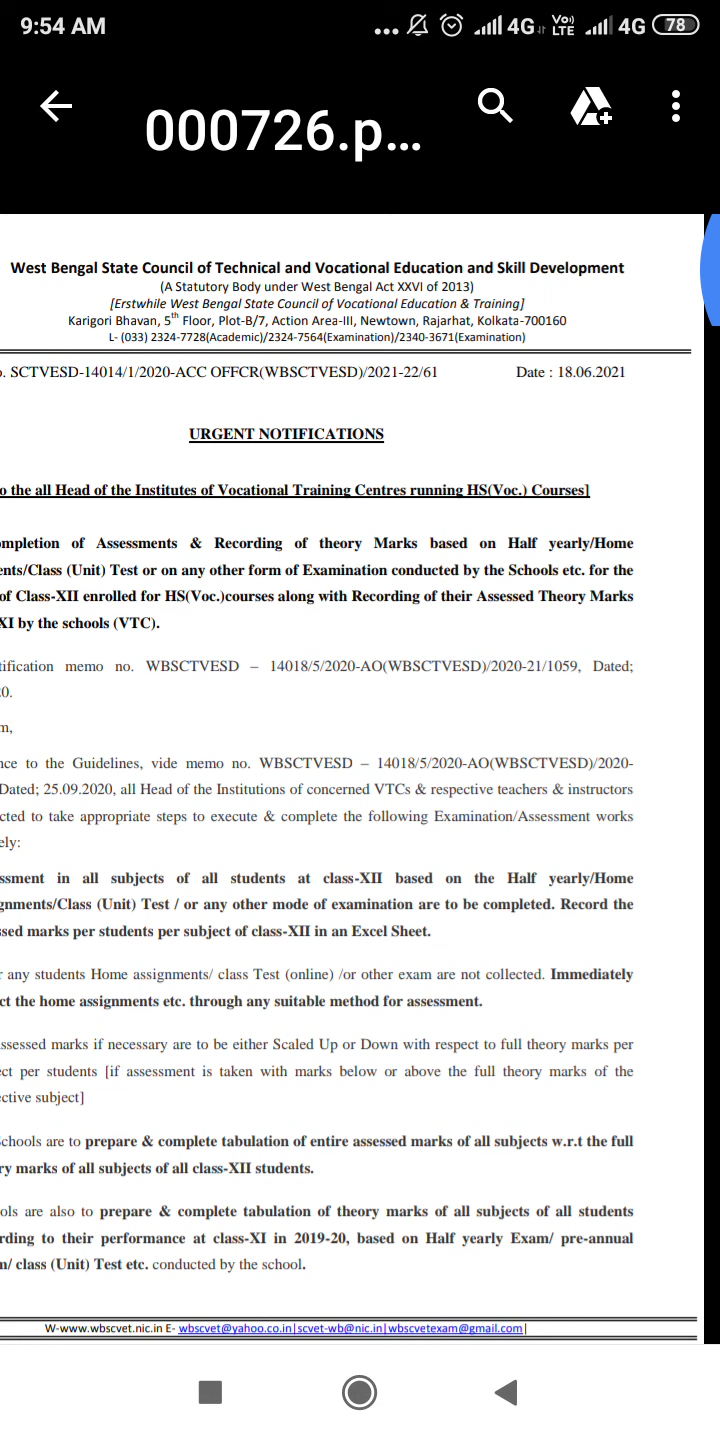 9:54 AM
4G Vo) LTE 4G 78
000726.p...
West Bengal State Council of Technical and Vocational Education and Skill Development
(A Statutory Body under West Bengal Act XXVI of 2013)
[Erstwhile West Bengal State Council of Vocational Education & Training]
Karigori Bhavan, 5th Floor, Plot-B/7, Action Area-III, Newtown, Rajarhat, Kolkata-700160
L- (033) 2324-7728(Academic)/2324-7564(Examination)/2340-3671(Examination)
o. SCTVESD-14014/1/2020-ACC OFFCR(WBSCTVESD)/2021-22/61 Date : 18.06.2021
URGENT NOTIFICATIONS
o the all Head of the Institutes of Vocational Training Centres running HS(Voc.) Courses]
mpletion of Assessments & Recording of theory Marks based on Half yearly/Home
ents/Class (Unit) Test or on any other form of Examination conducted by the Schools etc. for the
of Class-XII enrolled for HS(Voc.)courses along with Recording of their Assessed Theory Marks
XI by the schools (VTC).
tification memo no. WBSCTVESD – 14018/5/2020-AO(WBSCTVESD)/2020-21/1059, Dated;
0.
m,
nce to the Guidelines, vide memo no. WBSCTVESD – 14018/5/2020-AO(WBSCTVESD)/2020-
Dated; 25.09.2020, all Head of the Institutions of concerned VTCs & respective teachers & instructors
cted to take appropriate steps to execute & complete the following Examination/Assessment works
ely:
ssment in all subjects of all students at class-XII based on the Half yearly/Home
gnments/Class (Unit) Test / or any other mode of examination are to be completed. Record the
sed marks per students per subject of class-XII in an Excel Sheet.
r any students Home assignments/ class Test (online) /or other exam are not collected. Immediately
ct the home assignments etc. through any suitable method for assessment.
ssessed marks if necessary are to be either Scaled Up or Down with respect to full theory marks per
ect per students [if assessment is taken with marks below or above the full theory marks of the
ective subject]
Schools are to prepare & complete tabulation of entire assessed marks of all subjects w.r.t the full
ry marks of all subjects of all class-XII students.
ols are also to prepare & complete tabulation of theory marks of all subjects of all students
rding to their performance at class-XI in 2019-20, based on Half yearly Exam/ pre-annual
m/ class (Unit) Test etc. conducted by the school.
W-www.wbscvet.nic.in E- wbscvet@yahoo.co.in|scvet-wb@nic.in|wbscvetexam@gmail.com|